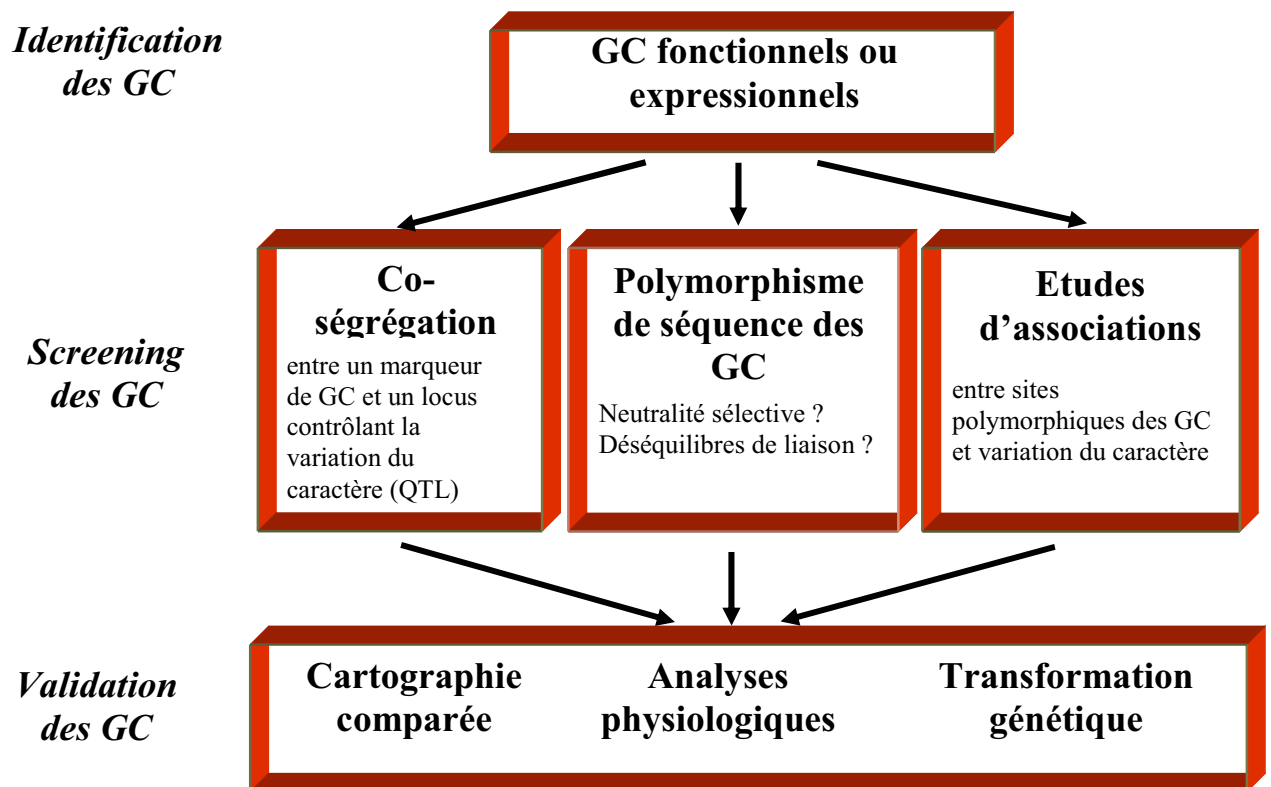 Identification
des GC
GC fonctionnels ou
expressionnels
Screening
des GC
Co-
ségrégation
entre un marqueur
de GC et un locus
contrôlant la
variation du
caractère (QTL)
Polymorphisme
de séquence des
GC
Neutralité sélective ?
Déséquilibres de liaison ?
Etudes
d’associations
entre sites
polymorphiques des GC
et variation du caractère
Validation
des GC
Cartographie
comparée
Analyses
physiologiques
Transformation
génétique